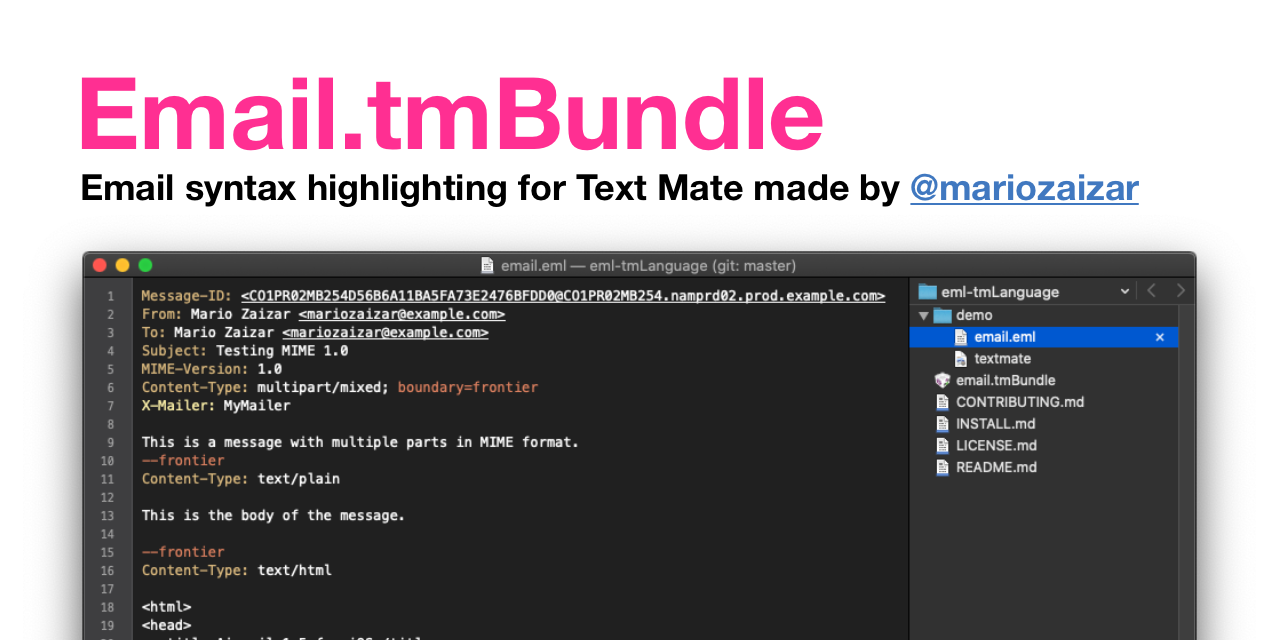 Email.tmBundle
Email syntax highlighting for Text Mate made by @mariozaizar
email.eml — eml-tmLanguage (git: master)
1 Message-ID: <CO1PR02MB254D56B6A11BA5FA73E2476BFDD0@CO1PR02MB254.namprd02.prod.example.com>
2 From: Mario Zaizar <mariozaizar@example.com>
3 To: Mario Zaizar <mariozaizar@example.com>
4 Subject: Testing MIME 1.0
5 MIME-Version: 1.0
6 Content-Type: multipart/mixed; boundary=frontier
7 X-Mailer: MyMailer
8
9 This is a message with multiple parts in MIME format.
10 --frontier
11 Content-Type: text/plain
12
13 This is the body of the message.
14
15 --frontier
16 Content-Type: text/html
17
18 <html>
19 <head>
eml-tmLanguage
demo
email.eml
textmate
email.tmBundle
CONTRIBUTING.md
INSTALL.md
LICENSE.md
README.md